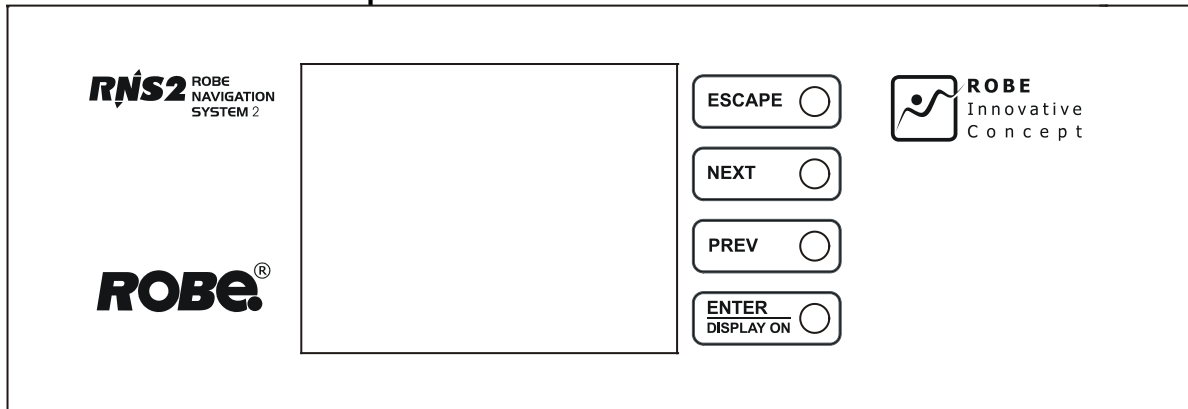 RNS2 ROBE
NAVIGATION
SYSTEM 2
ROBE®
ESCAPE
NEXT
PREV
ENTER
DISPLAY ON
ROBE
Innovative
Concept